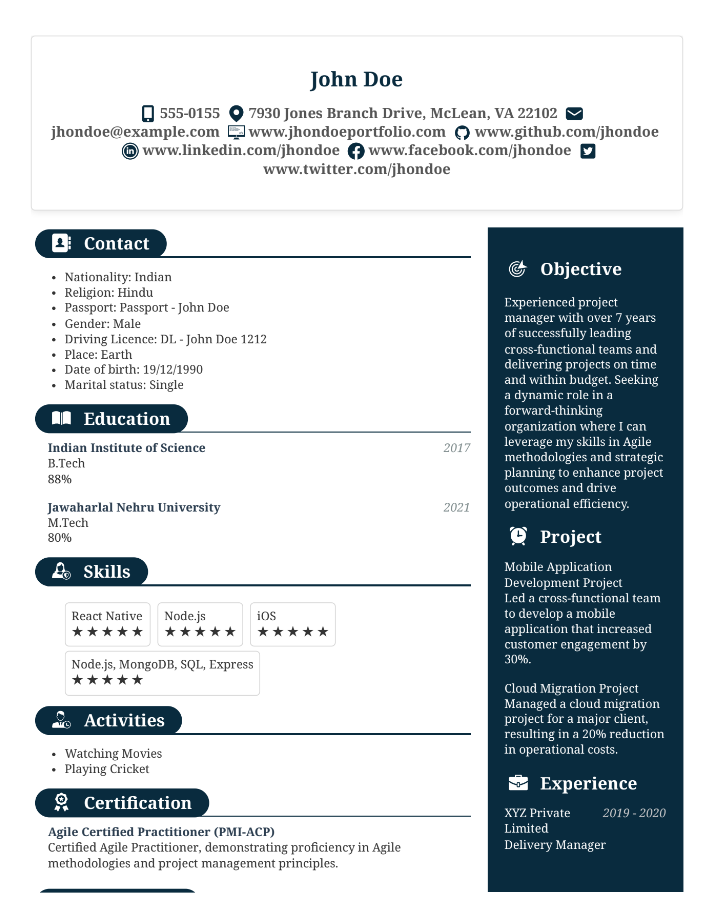 John Doe
555-0155 7930 Jones Branch Drive, McLean, VA 22102
jhondoe@example.com www.jhondoeportfolio.com www.github.com/jhondoe
www.linkedin.com/jhondoe www.facebook.com/jhondoe
www.twitter.com/jhondoe
Contact
• Nationality: Indian
• Religion: Hindu
• Passport: Passport - John Doe
• Gender: Male
• Driving Licence: DL - John Doe 1212
• Place: Earth
• Date of birth: 19/12/1990
• Marital status: Single
Education
Indian Institute of Science 2017
B.Tech
88%
Jawaharlal Nehru University 2021
M.Tech
80%
Skills
React Native Node.js iOS
★★★★★ ★★★★★ ★★★★★
Node.js, MongoDB, SQL, Express
★★★★★
Activities
• Watching Movies
• Playing Cricket
Certification
Agile Certified Practitioner (PMI-ACP)
Certified Agile Practitioner, demonstrating proficiency in Agile
methodologies and project management principles.
Objective
Experienced project
manager with over 7 years
of successfully leading
cross-functional teams and
delivering projects on time
and within budget. Seeking
a dynamic role in a
forward-thinking
organization where I can
leverage my skills in Agile
methodologies and strategic
planning to enhance project
outcomes and drive
operational efficiency.
Project
Mobile Application
Development Project
Led a cross-functional team
to develop a mobile
application that increased
customer engagement by
30%.
Cloud Migration Project
Managed a cloud migration
project for a major client,
resulting in a 20% reduction
in operational costs.
Experience
XYZ Private 2019 - 2020
Limited
Delivery Manager